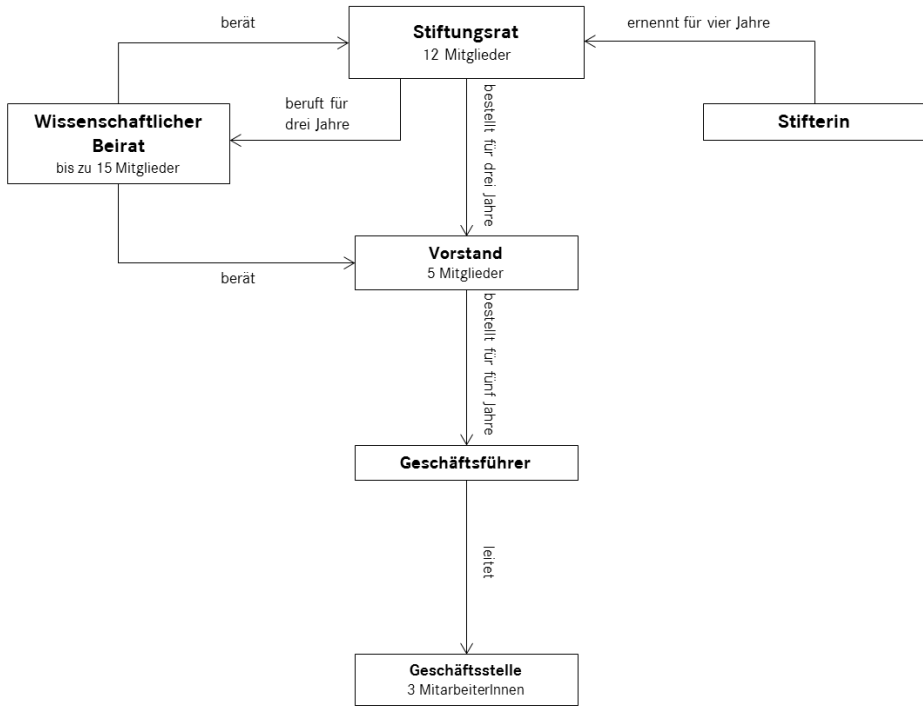 berät
ernennt für vier Jahre
Stiftungsrat
12 Mitglieder
beruft für
drei Jahre
bestellt für drei Jahre
Wissenschaftlicher
Beirat
bis zu 15 Mitglieder
Stifterin
Vorstand
5 Mitglieder
berät
bestellt für fünf Jahre
Geschäftsführer
leitet
Geschäftsstelle
3 MitarbeiterInnen